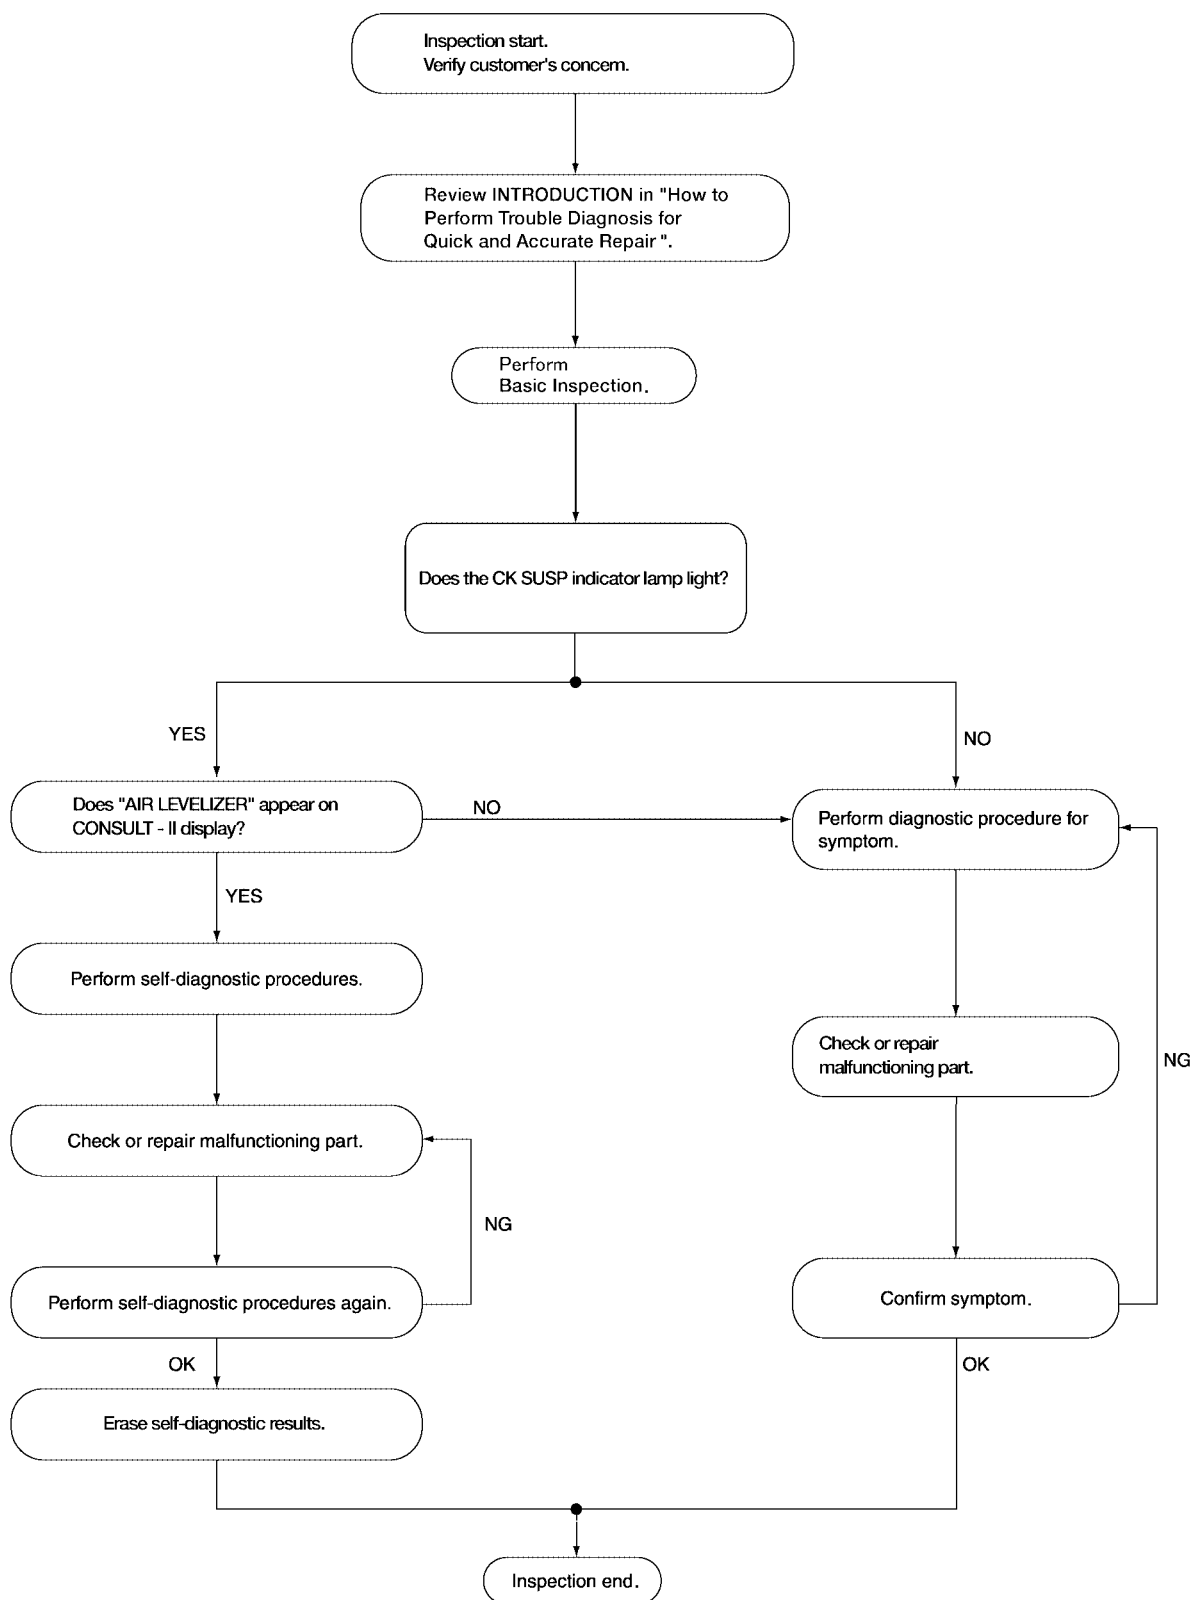 Inspection start.
Verify customer's concern.
Review INTRODUCTION in "How to
Perform Trouble Diagnosis for
Quick and Accurate Repair ".
Perform
Basic Inspection.
Does the CK SUSP indicator lamp light?
YES
NO
Does "AIR LEVELIZER" appear on
CONSULT - II display?
NO
Perform diagnostic procedure for
symptom.
YES
Perform self-diagnostic procedures.
Check or repair
malfunctioning part.
NG
Check or repair malfunctioning part.
NG
Perform self-diagnostic procedures again.
Confirm symptom.
OK
OK
Erase self-diagnostic results.
Inspection end.